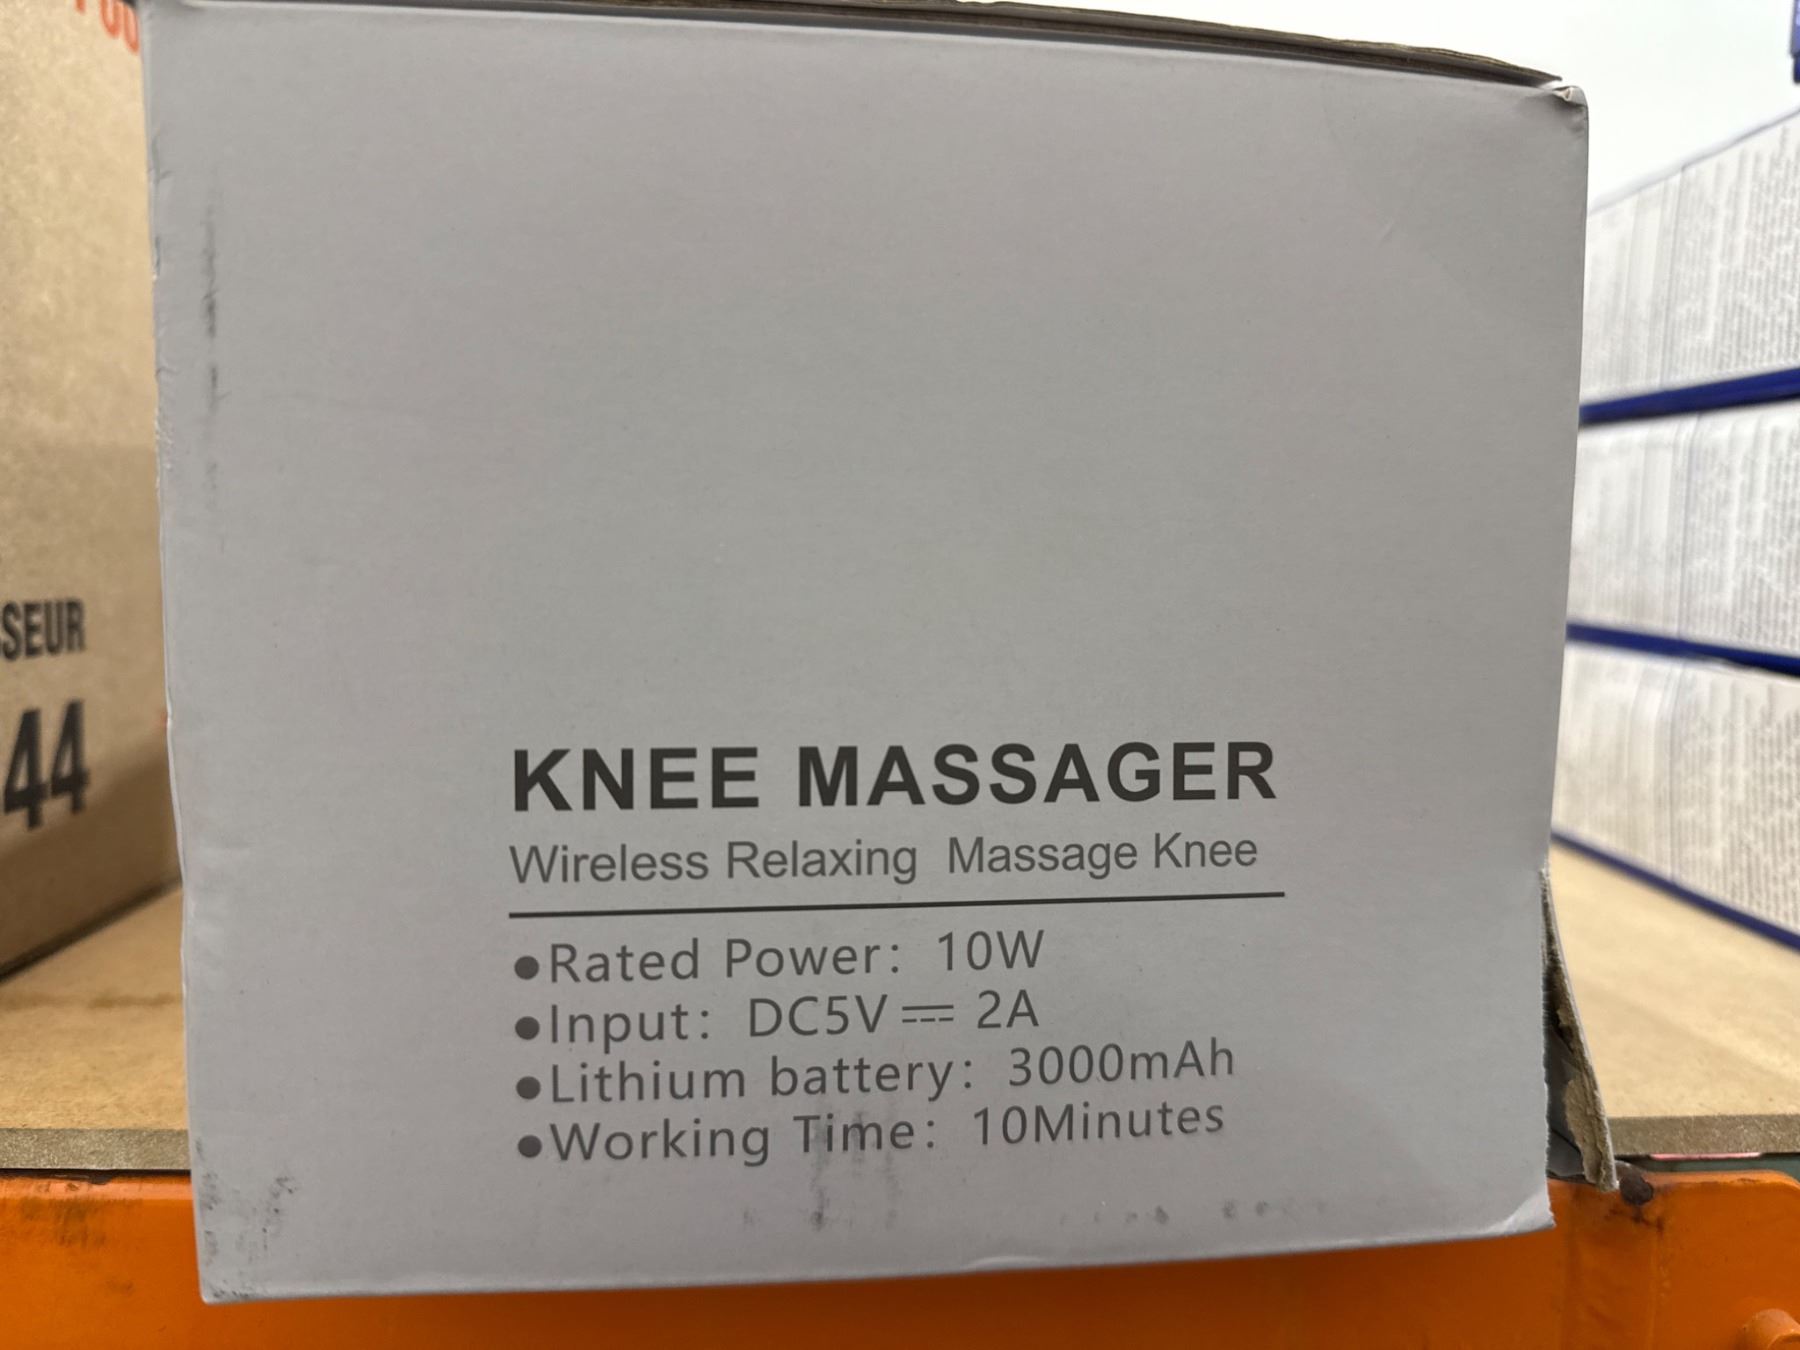 SEUR
44
KNEE MASSAGER
Wireless Relaxing Massage Knee
●Rated Power: 10W
●Input: DC5V⎓ 2A
●Lithium battery: 3000mAh
●Working Time: 10Minutes